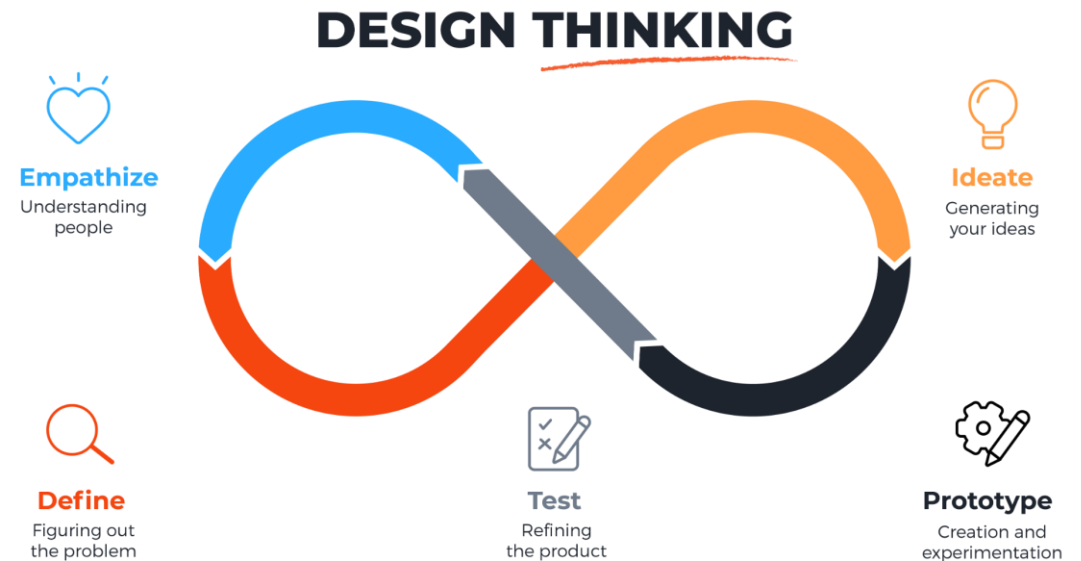 DESIGN THINKING
Empathize
Understanding
people
Ideate
Generating
your ideas
Define
Figuring out
the problem
Test
Refining
the product
Prototype
Creation and
experimentation